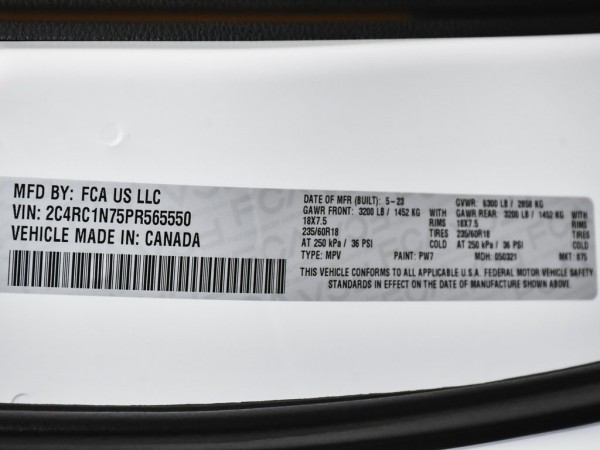 MFD BY: FCA US LLC
VIN: 2C4RC1N75PR565550
VEHICLE MADE IN: CANADA
DATE OF MFR (BUILT): 5-23 GVWR: 6300 LB / 2858 KG
GAWR FRONT: 3200 LB / 1452 KG WITH GAWR REAR: 3200 LB / 1452 KG WITH
18X7.5 RIMS 18X7.5 RIMS
235/60R18 TIRES 235/60R18 TIRES
AT 250 kPa / 36 PSI COLD AT 250 kPa / 36 PSI COLD
TYPE: MPV PAINT: PW7 MDH: 050321 MKT: 875
THIS VEHICLE CONFORMS TO ALL APPLICABLE U.S.A. FEDERAL MOTOR VEHICLE SAFETY
STANDARDS IN EFFECT ON THE DATE OF MANUFACTURE SHOWN ABOVE.